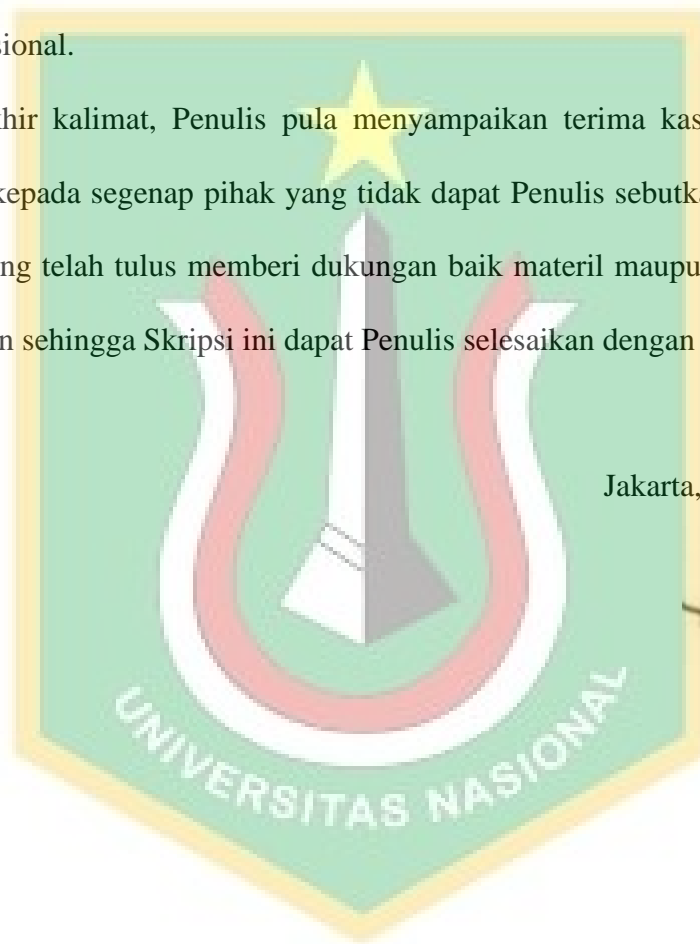 sional.
hir kalimat, Penulis pula menyampaikan terima kas
kepada segenap pihak yang tidak dapat Penulis sebutka
ng telah tulus memberi dukungan baik materil maupu
n sehingga Skripsi ini dapat Penulis selesaikan dengan
Jakarta,
UNIVERSITAS NASIONAL